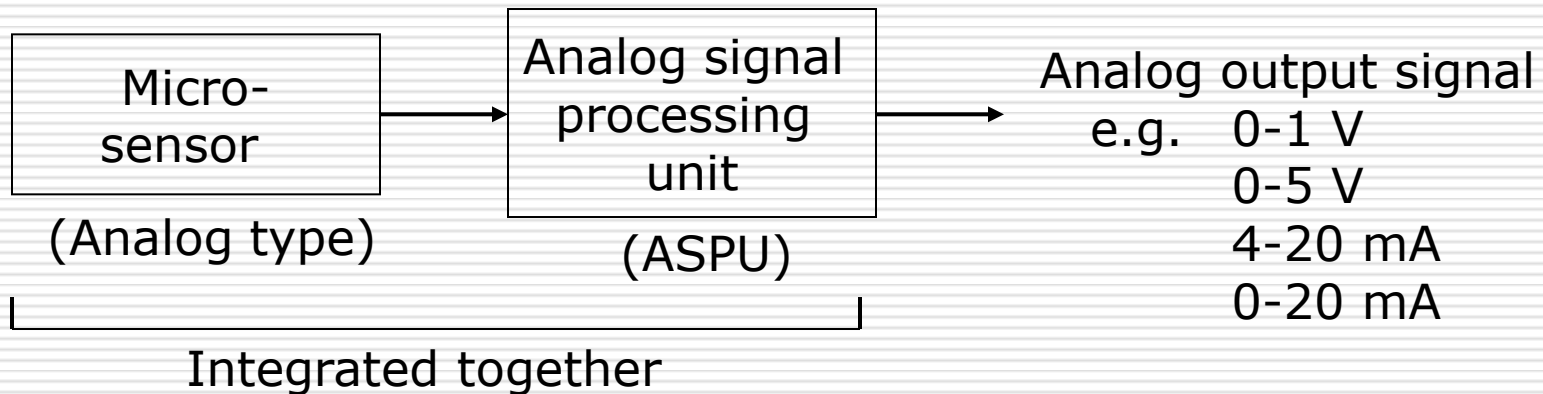 Micro-
sensor
(Analog type)
Analog signal
processing
unit
(ASPU)
Integrated together
Analog output signal
e.g. 0-1 V
0-5 V
4-20 mA
0-20 mA